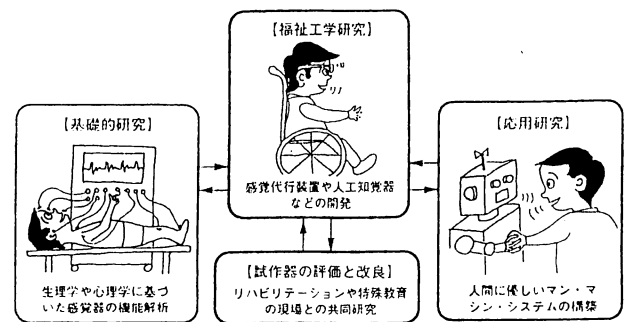 【福祉工学研究】
感覚代行装置や人工知覚器
などの開発
【基礎的研究】
生理学や心理学に基づ
いた感覚器の機能解析
【応用研究】
人間に優しいマン・マ
シン・システムの構築
【試作器の評価と改良】
リハビリテーションや特殊教育
の現場との共同研究